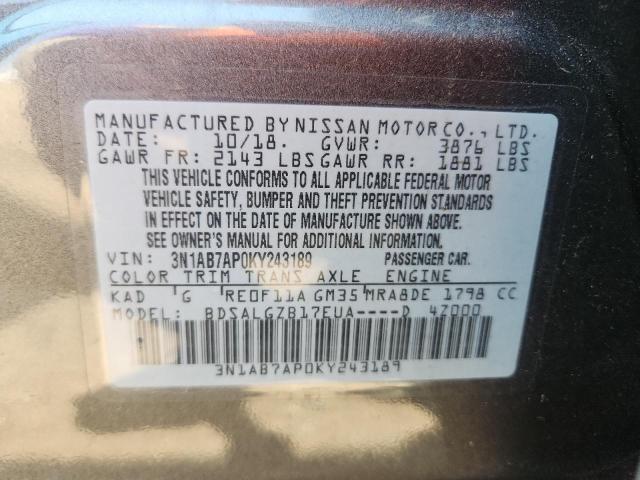 MANUFACTURED BY NISSAN MOTOR CO., LTD.
DATE: 10/18. GVWR: 3876 LBS
GAWR FR: 2143 LBS GAWR RR: 1881 LBS
THIS VEHICLE CONFORMS TO ALL APPLICABLE FEDERAL MOTOR
VEHICLE SAFETY, BUMPER AND THEFT PREVENTION STANDARDS
IN EFFECT ON THE DATE OF MANUFACTURE SHOWN ABOVE.
SEE OWNER'S MANUAL FOR ADDITIONAL INFORMATION.
VIN: 3N1AB7AP0KY243189 PASSENGER CAR.
COLOR TRIM TRANS AXLE ENGINE
KAD G RE0F11A GM35 MRA8DE 1798 CC
MODEL: BDSALGZB17EUA----D 4Z000
3N1AB7AP0KY243189